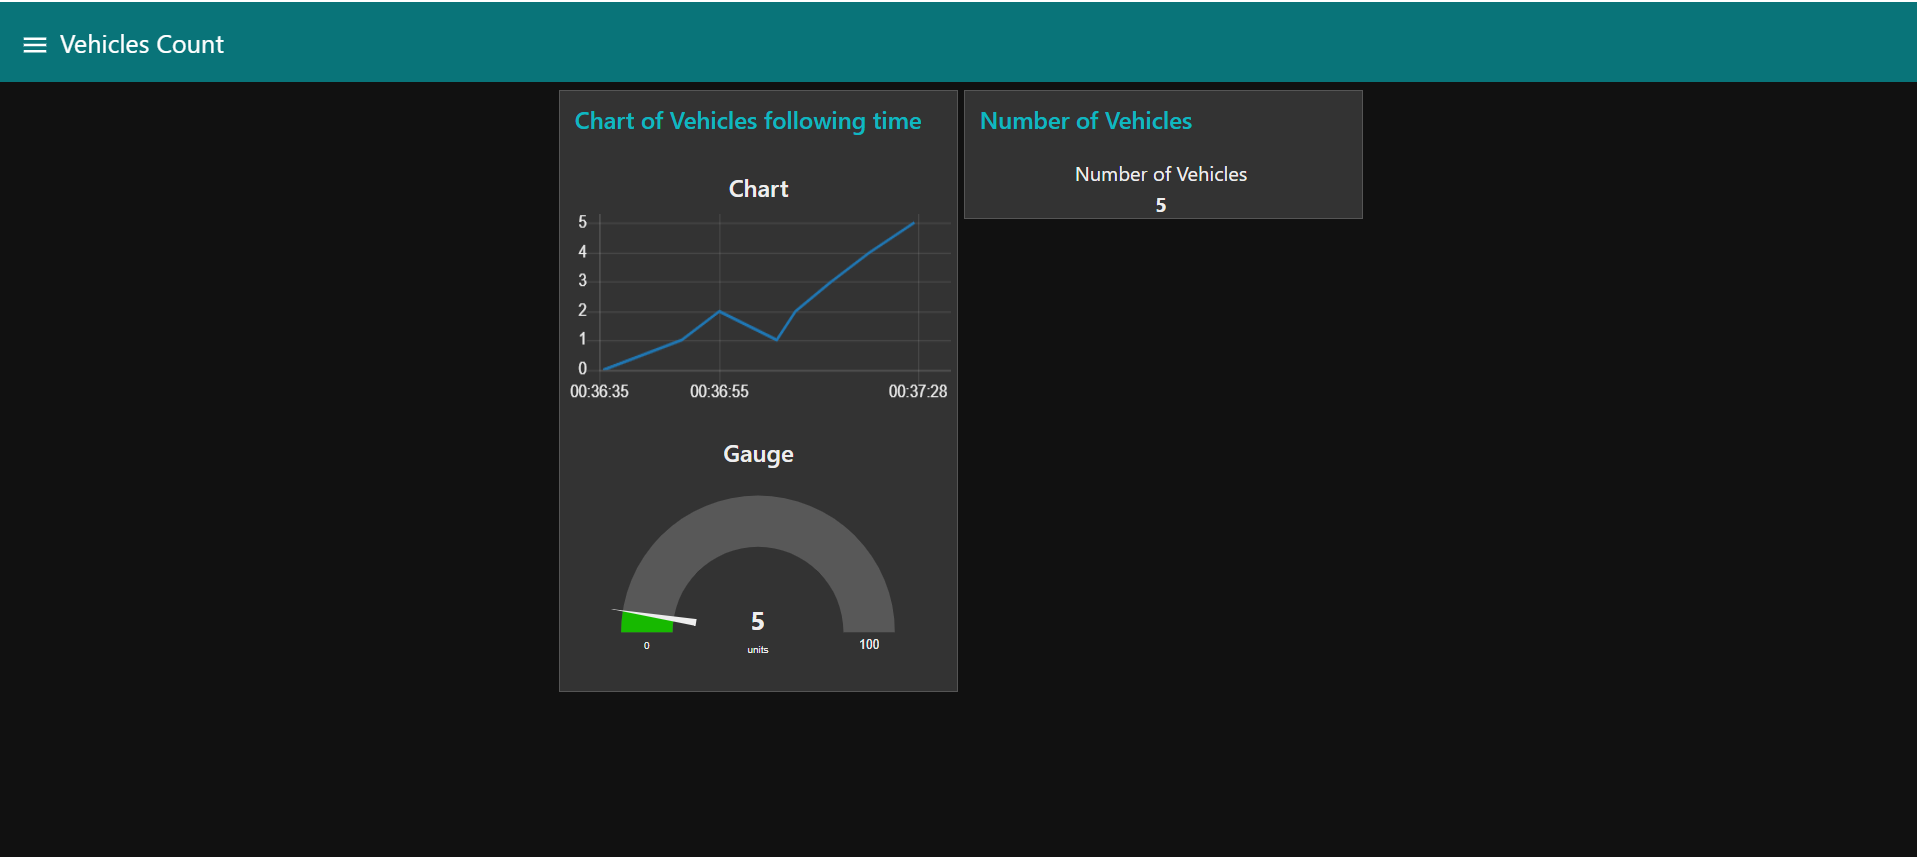 Vehicles Count
Chart of Vehicles following time
Chart
5
4
3
2
1
0
00:36:35 00:36:55 00:37:28
Gauge
5
units
0 100
Number of Vehicles
Number of Vehicles
5